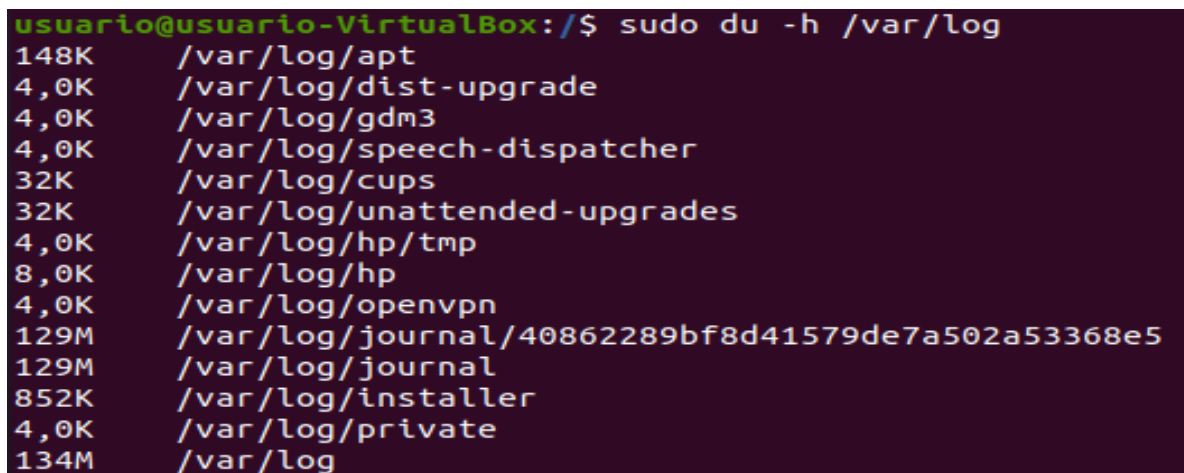 usuario@usuario-VirtualBox:/$ sudo du -h /var/log
148K /var/log/apt
4,0K /var/log/dist-upgrade
4,0K /var/log/gdm3
4,0K /var/log/speech-dispatcher
32K /var/log/cups
32K /var/log/unattended-upgrades
4,0K /var/log/hp/tmp
8,0K /var/log/hp
4,0K /var/log/openvpn
129M /var/log/journal/40862289bf8d41579de7a502a53368e5
129M /var/log/journal
852K /var/log/installer
4,0K /var/log/private
134M /var/log